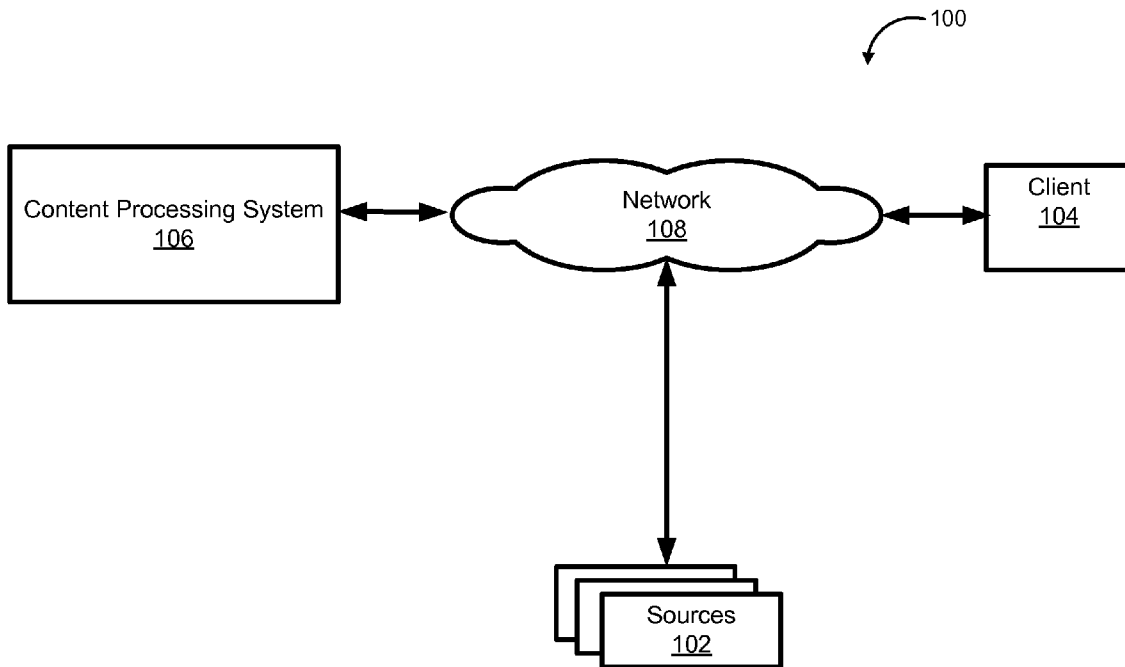 100
Content Processing System
106
Network
108
Client
104
Sources
102